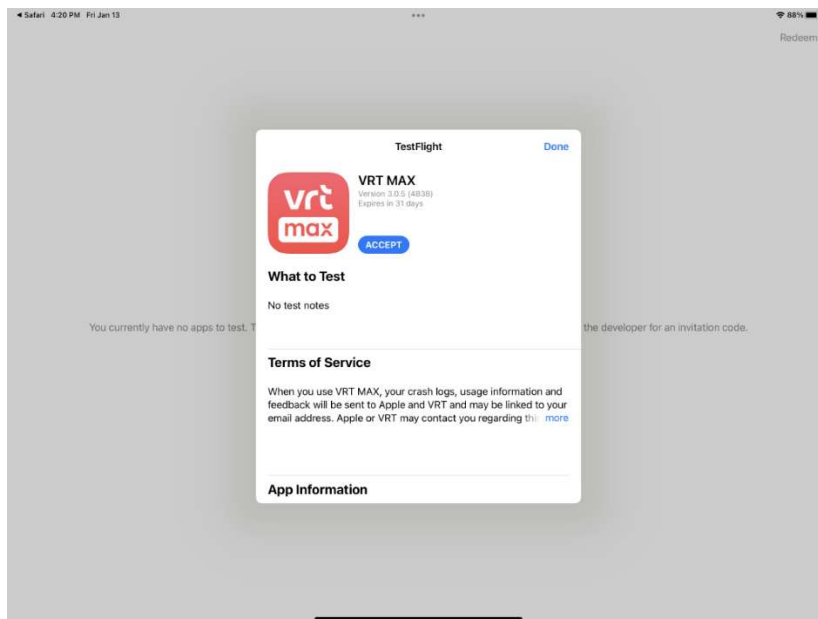 ◀ Safari 4:20 PM Fri Jan 13
88%
Redeem
TestFlight
Done
vrt
max
VRT MAX
Version 3.0.5 (4838)
Expires in 31 days
ACCEPT
What to Test
No test notes
You currently have no apps to test. T
the developer for an invitation code.
Terms of Service
When you use VRT MAX, your crash logs, usage information and
feedback will be sent to Apple and VRT and may be linked to your
email address. Apple or VRT may contact you regarding this more
App Information